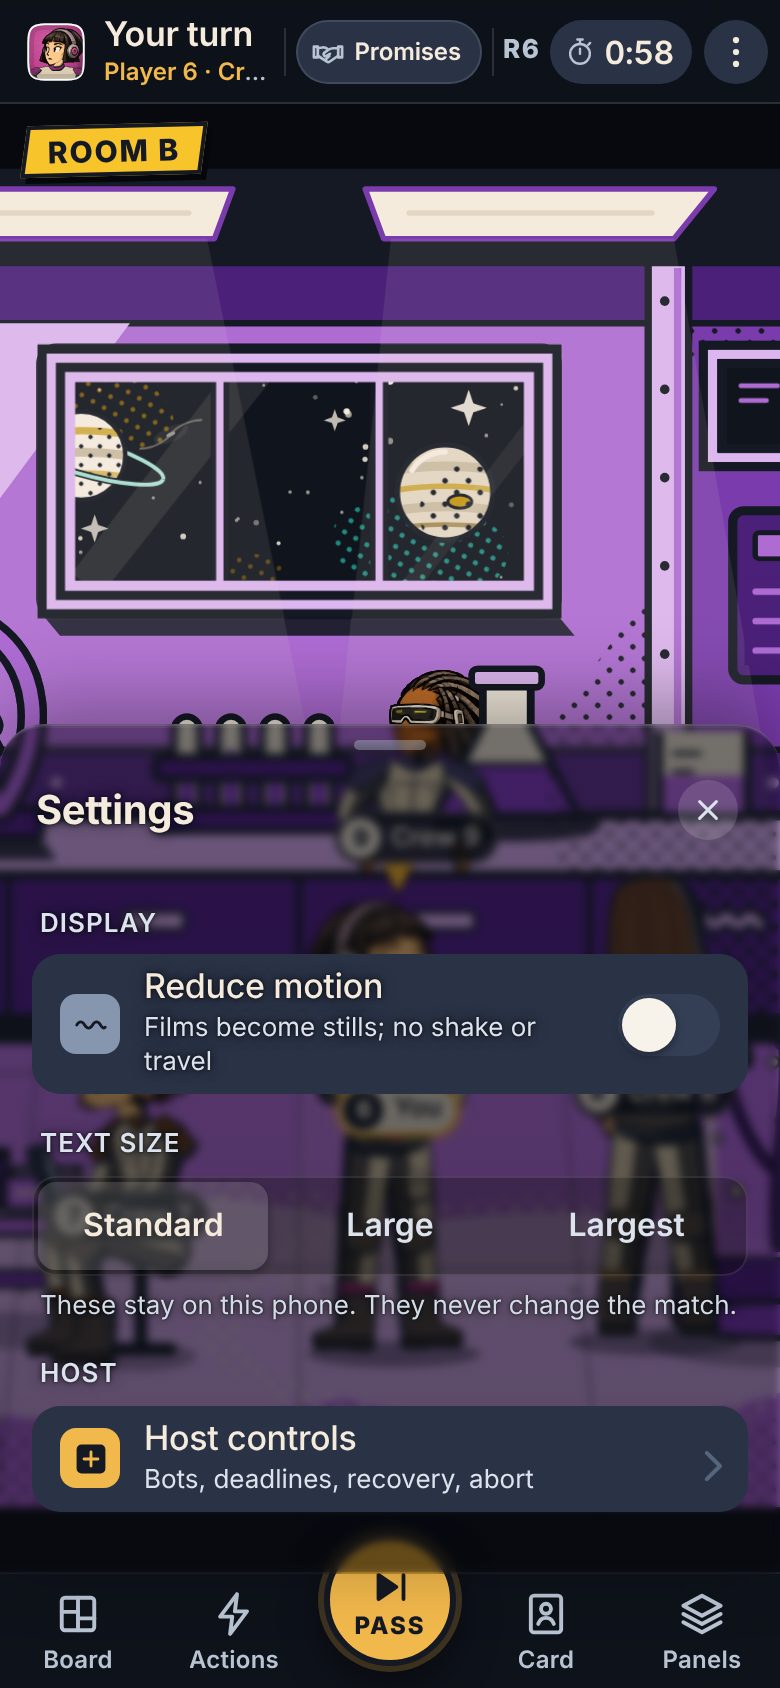 Your turn
Player 6 · Cr...
Promises
R6
0:58
ROOM B
Settings
DISPLAY
Reduce motion
Films become stills; no shake or
travel
You
TEXT SIZE
Standard
Large
Largest
These stay on this phone. They never change the match.
HOST
Host controls
Bots, deadlines, recovery, abort
PASS
Board
Actions
Card
Panels